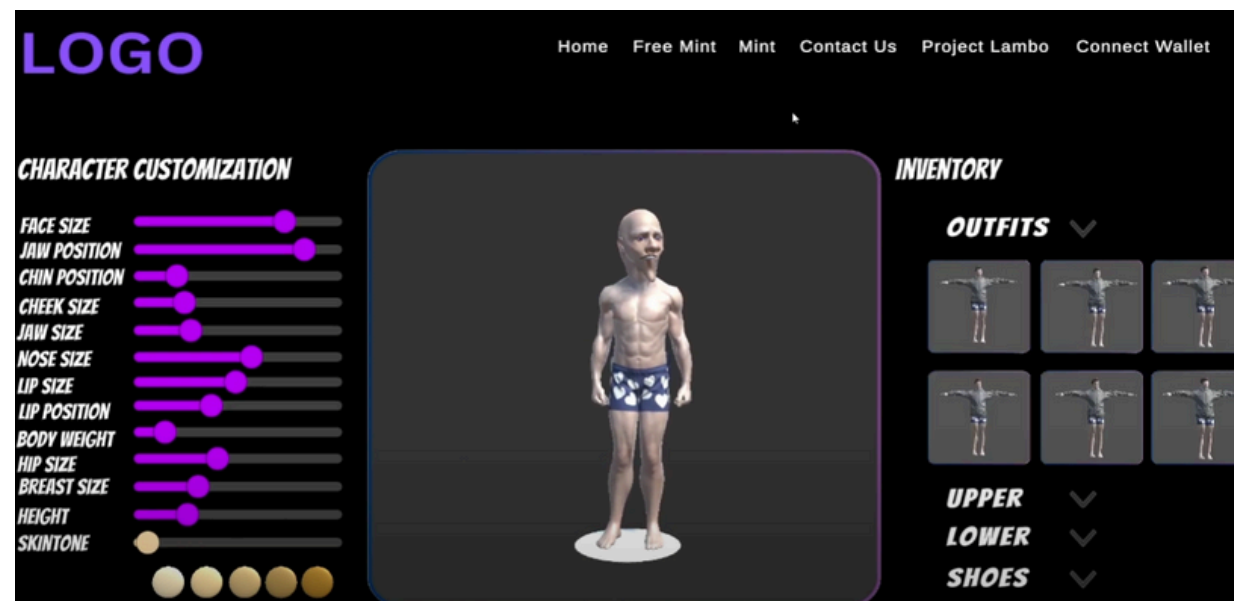 LOGO
Home Free Mint Mint Contact Us Project Lambo Connect Wallet
CHARACTER CUSTOMIZATION
FACE SIZE
JAW POSITION
CHIN POSITION
CHEEK SIZE
JAW SIZE
NOSE SIZE
LIP SIZE
LIP POSITION
BODY WEIGHT
HIP SIZE
BREAST SIZE
HEIGHT
SKINTONE
INVENTORY
OUTFITS
UPPER
LOWER
SHOES